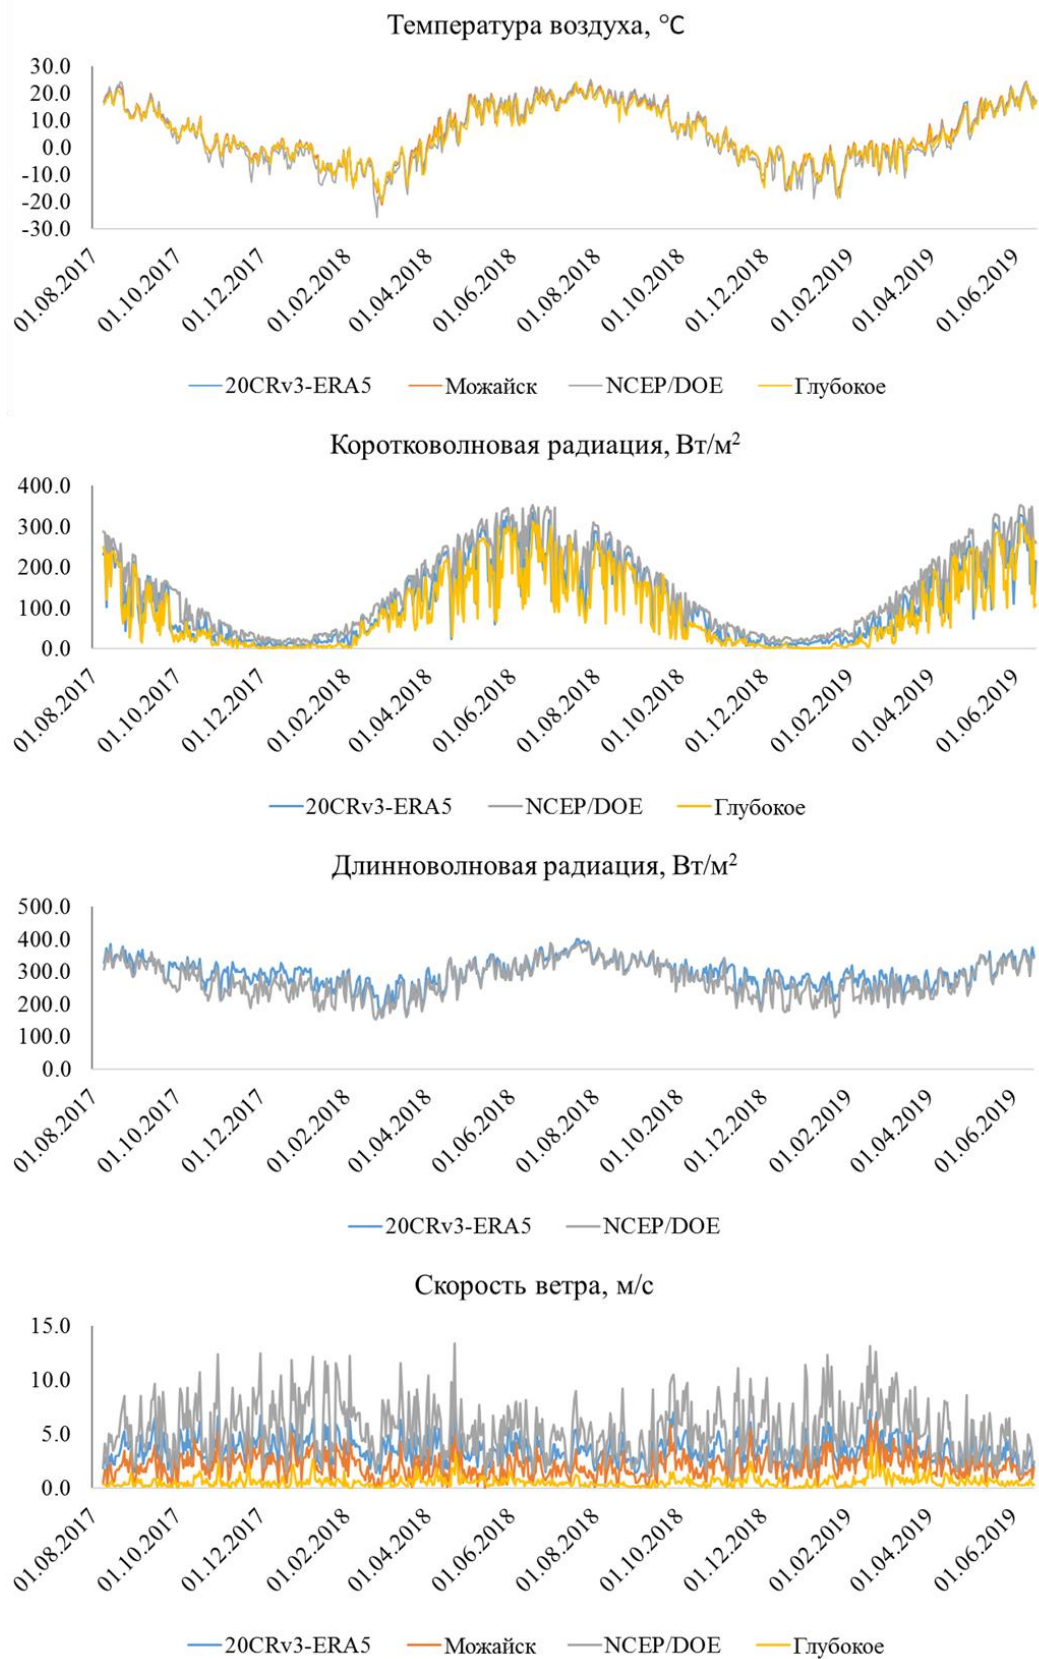 Температура воздуха, °C
30.0
20.0
10.0
0.0
-10.0
-20.0
-30.0
01.08.2017 01.10.2017 01.12.2017 01.02.2018 01.04.2018 01.06.2018 01.08.2018 01.10.2018 01.12.2018 01.02.2019 01.04.2019 01.06.2019
20CRv3-ERA5 Можайск NCEP/DOE Глубокое
Коротковолновая радиация, Вт/м²
400.0
300.0
200.0
100.0
0.0
01.08.2017 01.10.2017 01.12.2017 01.02.2018 01.04.2018 01.06.2018 01.08.2018 01.10.2018 01.12.2018 01.02.2019 01.04.2019 01.06.2019
20CRv3-ERA5 NCEP/DOE Глубокое
Длинноволновая радиация, Вт/м²
500.0
400.0
300.0
200.0
100.0
0.0
01.08.2017 01.10.2017 01.12.2017 01.02.2018 01.04.2018 01.06.2018 01.08.2018 01.10.2018 01.12.2018 01.02.2019 01.04.2019 01.06.2019
20CRv3-ERA5 NCEP/DOE
Скорость ветра, м/с
15.0
10.0
5.0
0.0
01.08.2017 01.10.2017 01.12.2017 01.02.2018 01.04.2018 01.06.2018 01.08.2018 01.10.2018 01.12.2018 01.02.2019 01.04.2019 01.06.2019
20CRv3-ERA5 Можайск NCEP/DOE Глубокое